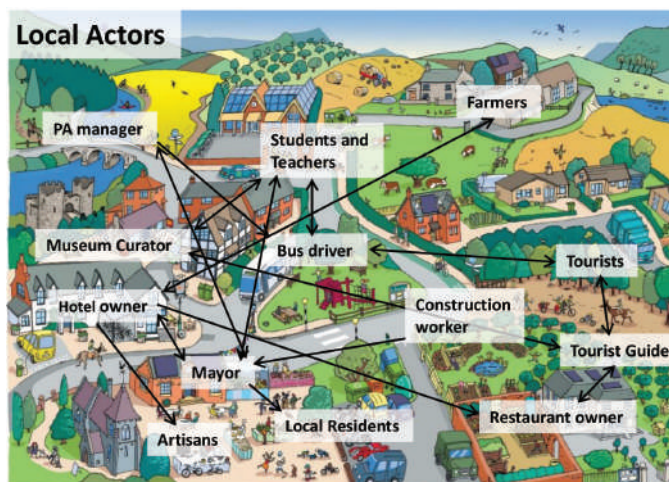 Local Actors
Farmers
PA manager
Students and
Teachers
Museum Curator
Bus driver
Tourists
Hotel owner
Construction
worker
Mayor
Tourist Guide
Artisans
Local Residents
Restaurant owner